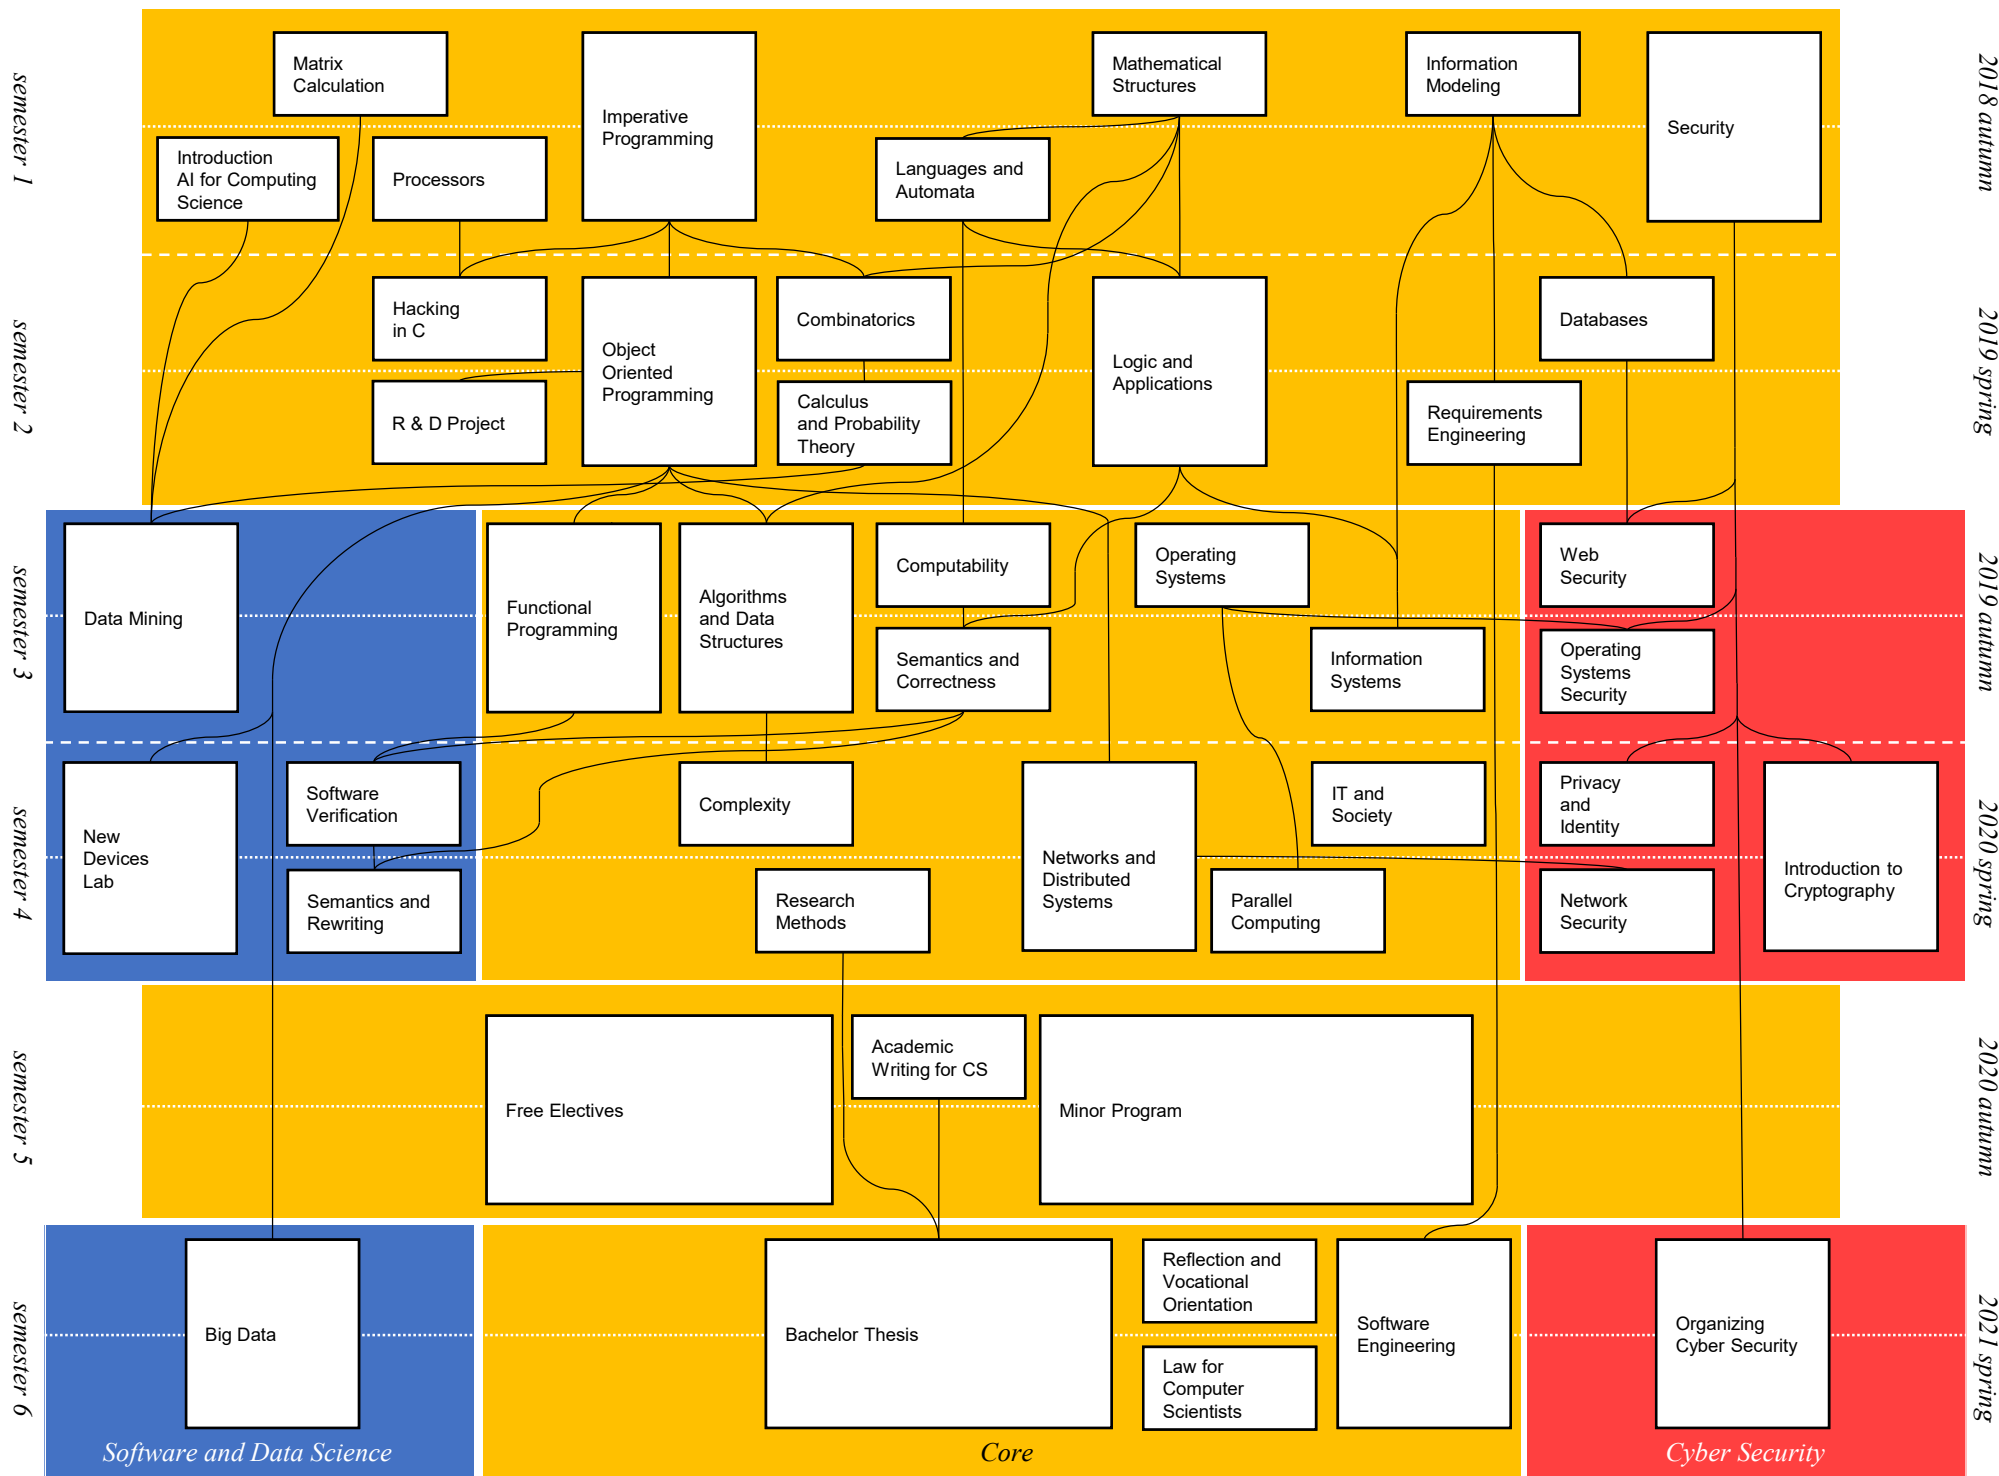 semester 1
2018 autumn
Matrix
Calculation
Imperative
Programming
Mathematical
Structures
Information
Modeling
Security
Introduction
AI for Computing
Science
Processors
Languages and
Automata
semester 2
2019 spring
Hacking
in C
Object
Oriented
Programming
Combinatorics
Logic and
Applications
Databases
R & D Project
Calculus
and Probability
Theory
Requirements
Engineering
semester 3
2019 autumn
Data Mining
Functional
Programming
Algorithms
and Data
Structures
Computability
Operating
Systems
Web
Security
Semantics and
Correctness
Information
Systems
Operating
Systems
Security
semester 4
2020 spring
New
Devices
Lab
Software
Verification
Complexity
Networks and
Distributed
Systems
IT and
Society
Privacy
and
Identity
Introduction to
Cryptography
Semantics and
Rewriting
Research
Methods
Parallel
Computing
Network
Security
semester 5
2020 autumn
Free Electives
Academic
Writing for CS
Minor Program
semester 6
2021 spring
Big Data
Bachelor Thesis
Reflection and
Vocational
Orientation
Law for
Computer
Scientists
Software
Engineering
Organizing
Cyber Security
Software and Data Science
Core
Cyber Security